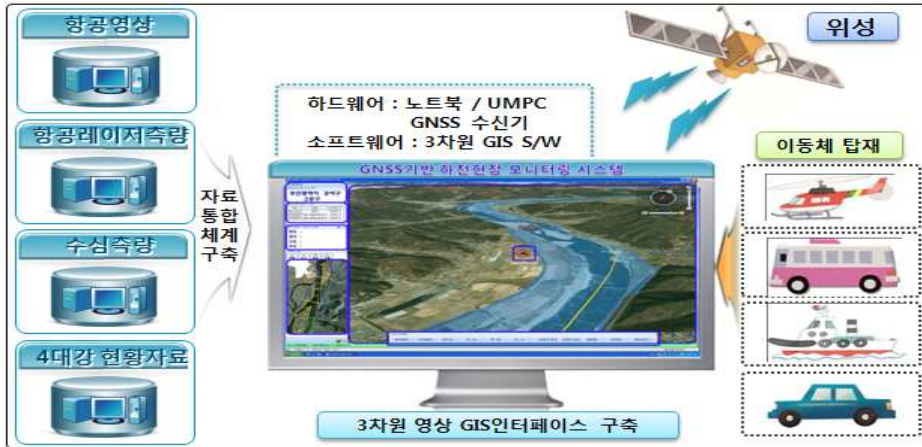 항공영상
항공레이저측량
수심측량
4대강 현황자료
자료
통합
체계
구축
하드웨어 : 노트북 / UMPC
GNSS 수신기
소프트웨어 : 3차원 GIS S/W
GNSS기반 하천현장 모니터링 시스템
3차원 영상 GIS인터페이스 구축
위성
이동체 탑재